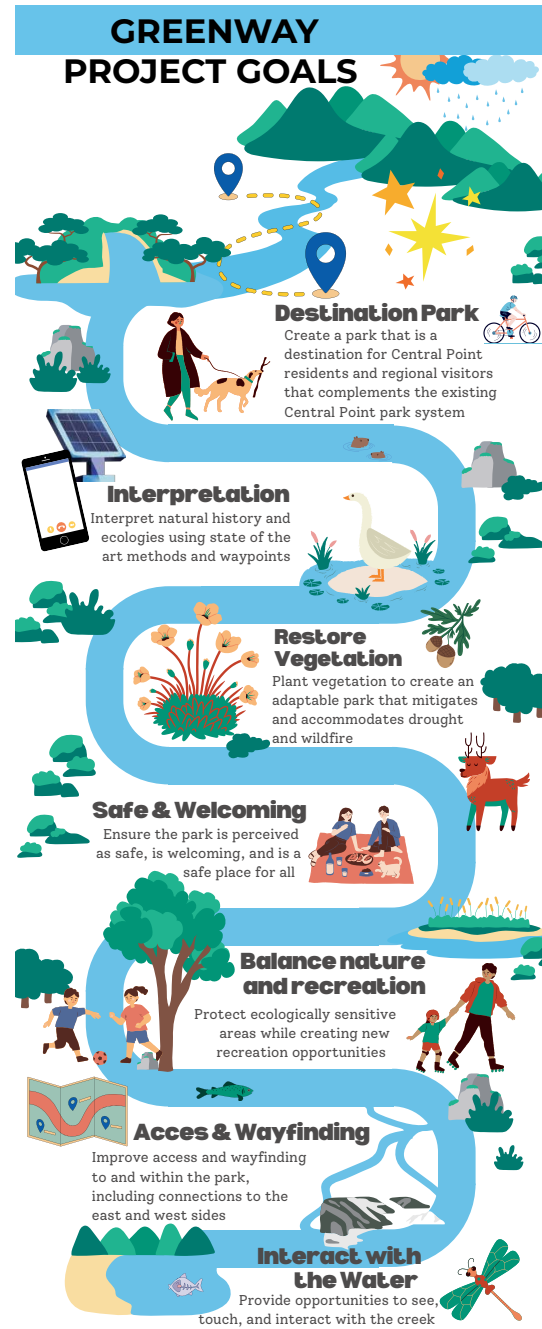 GREENWAY
PROJECT GOALS
Destination Park
Create a park that is a
destination for Central Point
residents and regional visitors
that complements the existing
Central Point park system
Interpretation
Interpret natural history and
ecologies using state of the
art methods and waypoints
Restore
Vegetation
Plant vegetation to create an
adaptable park that mitigates
and accommodates drought
and wildfire
Safe & Welcoming
Ensure the park is perceived
as safe, is welcoming, and is a
safe place for all
Balance nature
and recreation
Protect ecologically sensitive
areas while creating new
recreation opportunities
Acces & Wayfinding
Improve access and wayfinding
to and within the park,
including connections to the
east and west sides
Interact with
the Water
Provide opportunities to see,
touch, and interact with the creek